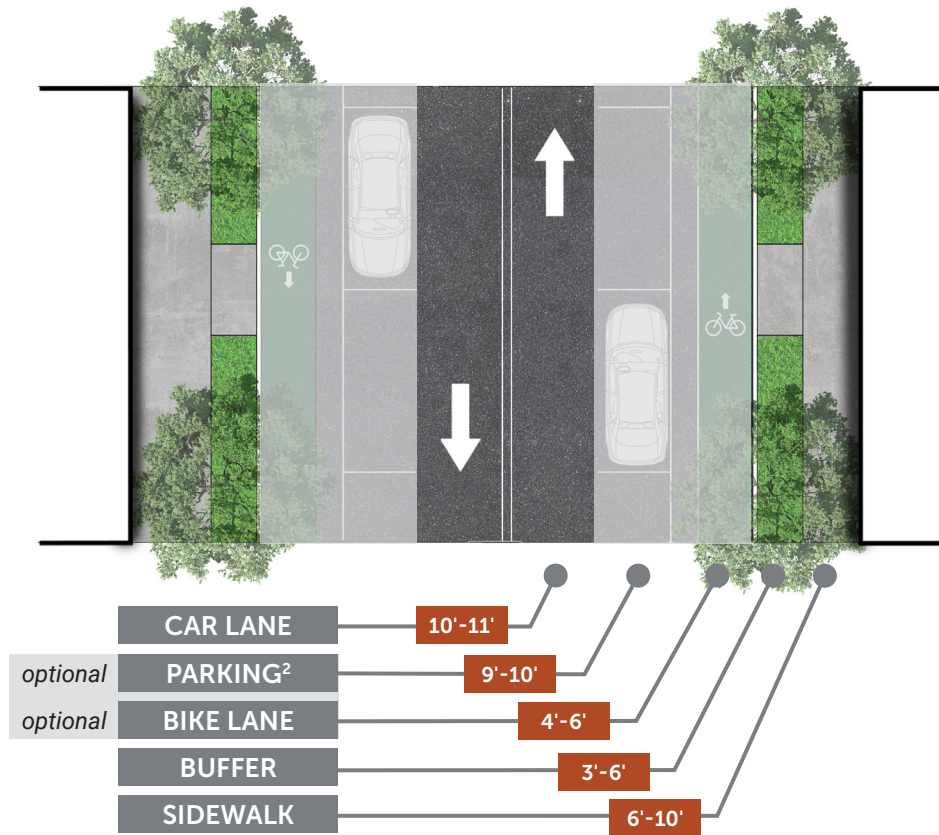 CAR LANE 10'-11'
optional PARKING² 9'-10'
optional BIKE LANE 4'-6'
BUFFER 3'-6'
SIDEWALK 6'-10'